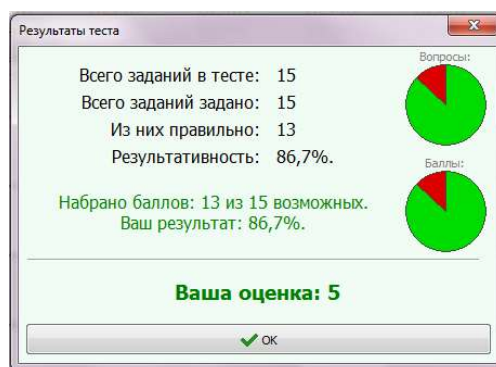 Результаты теста
Вопросы:
Всего заданий в тесте: 15
Всего заданий задано: 15
Из них правильно: 13
Результативность: 86,7%.
Баллы:
Набрано баллов: 13 из 15 возможных.
Ваш результат: 86,7%.
Ваша оценка: 5
OK